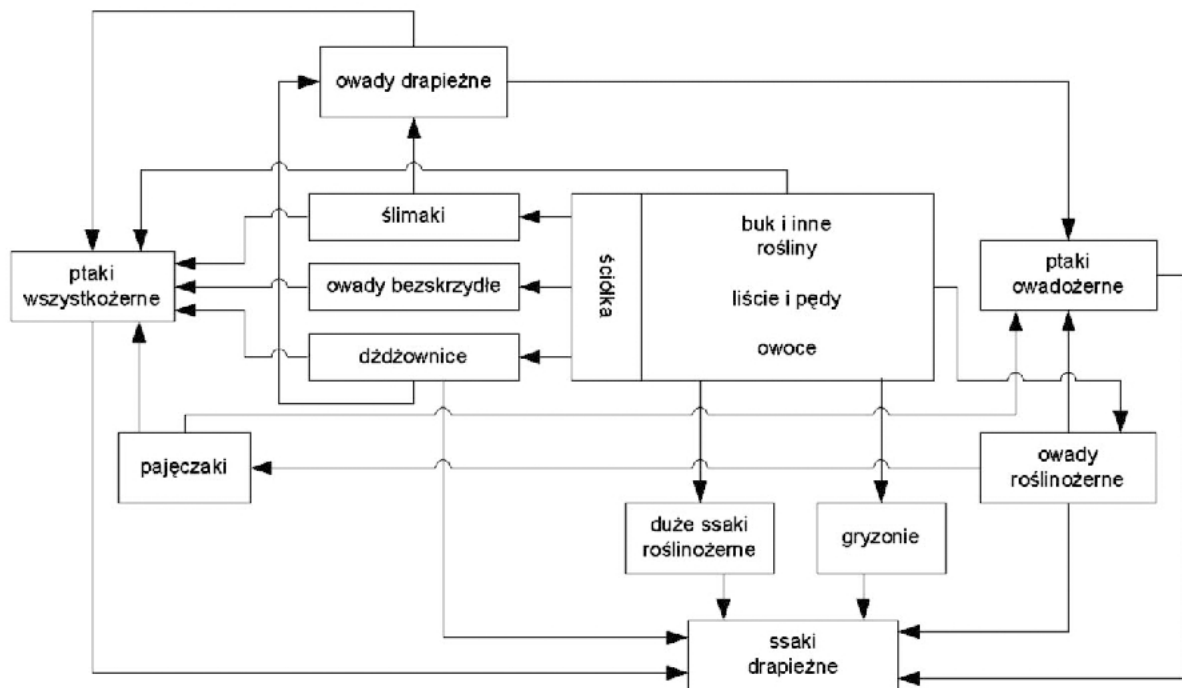 owady drapieżne
ślimaki
ptaki
wszystkożerne
owady bezskrzydłe
dżdżownice
ściółka
buk i inne
rośliny
liście i pędy
owoce
ptaki
owadożerne
pajęczaki
owady
roślinożerne
duże ssaki
roślinożerne
gryzonie
ssaki
drapieżne